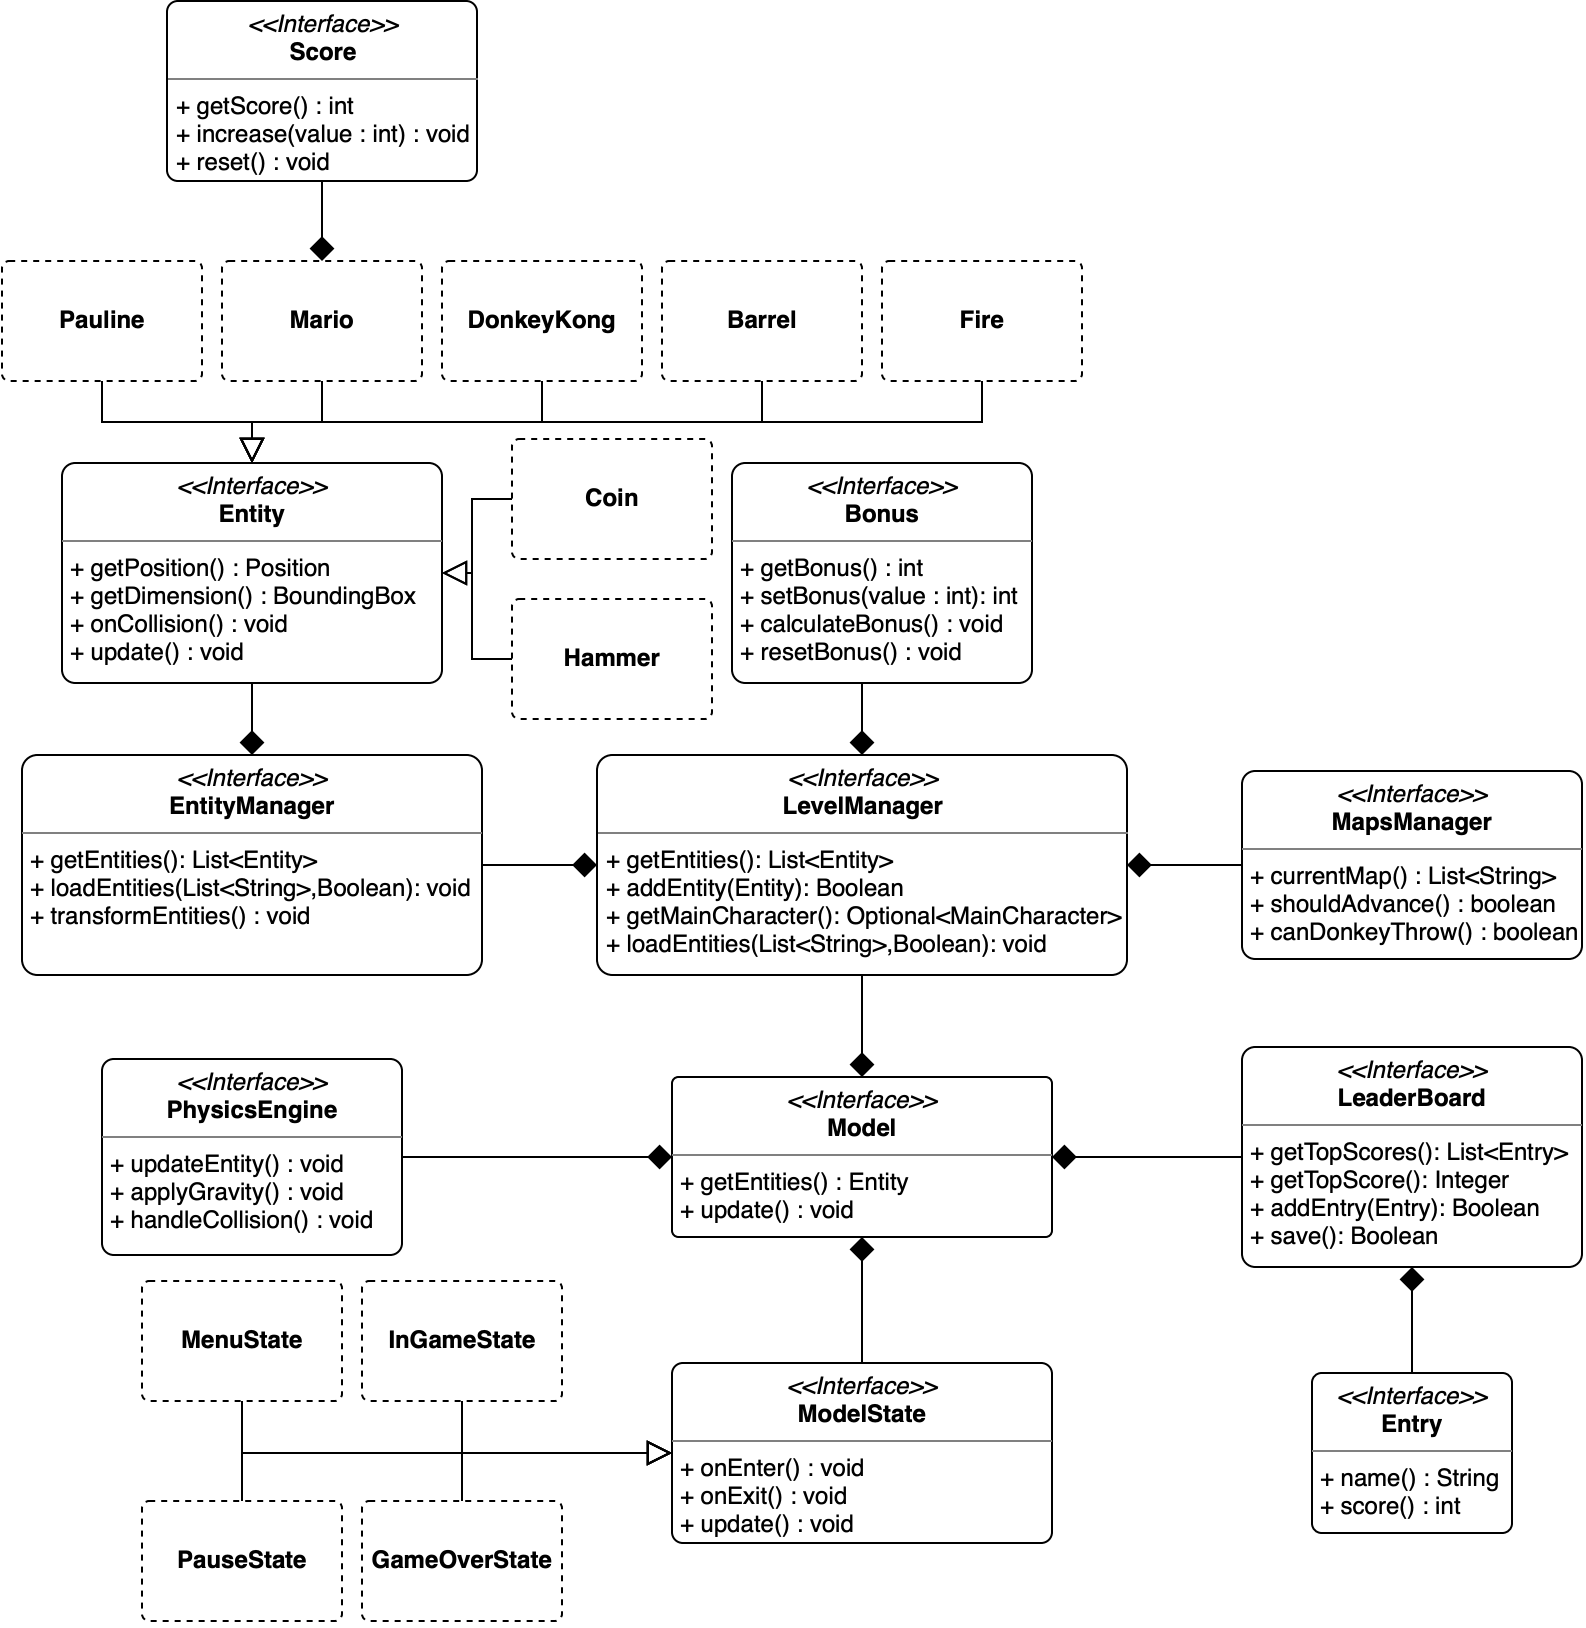 <<Interface>>
Score
+ getScore() : int
+ increase(value : int) : void
+ reset() : void
Pauline
Mario
DonkeyKong
Barrel
Fire
<<Interface>>
Entity
+ getPosition() : Position
+ getDimension() : BoundingBox
+ onCollision() : void
+ update() : void
Coin
Hammer
<<Interface>>
Bonus
+ getBonus() : int
+ setBonus(value : int): int
+ calculateBonus() : void
+ resetBonus() : void
<<Interface>>
EntityManager
+ getEntities(): List<Entity>
+ loadEntities(List<String>,Boolean): void
+ transformEntities() : void
<<Interface>>
LevelManager
+ getEntities(): List<Entity>
+ addEntity(Entity): Boolean
+ getMainCharacter(): Optional<MainCharacter>
+ loadEntities(List<String>,Boolean): void
<<Interface>>
MapsManager
+ currentMap() : List<String>
+ shouldAdvance() : boolean
+ canDonkeyThrow() : boolean
<<Interface>>
PhysicsEngine
+ updateEntity() : void
+ applyGravity() : void
+ handleCollision() : void
<<Interface>>
Model
+ getEntities() : Entity
+ update() : void
<<Interface>>
LeaderBoard
+ getTopScores(): List<Entry>
+ getTopScore(): Integer
+ addEntry(Entry): Boolean
+ save(): Boolean
MenuState
InGameState
PauseState
GameOverState
<<Interface>>
ModelState
+ onEnter() : void
+ onExit() : void
+ update() : void
<<Interface>>
Entry
+ name() : String
+ score() : int